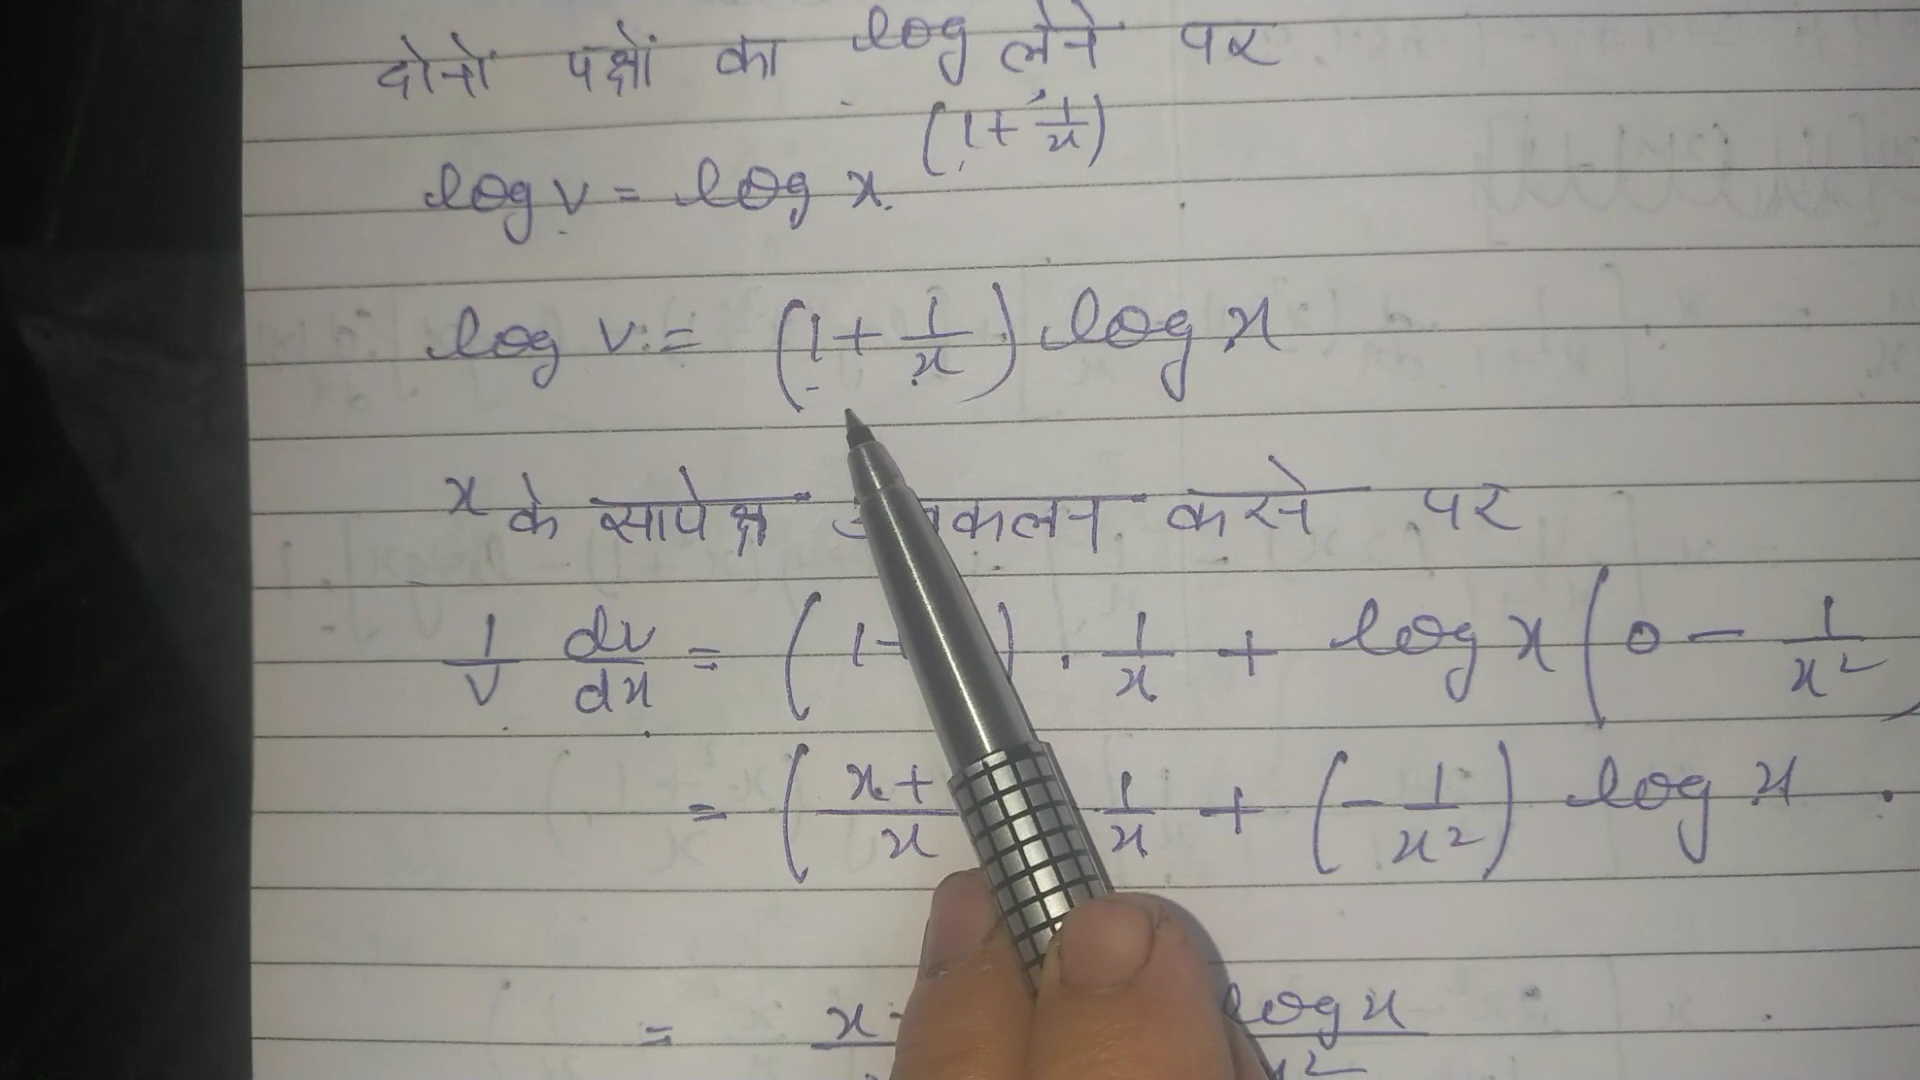 दोनों पक्षों का log लेने पर
log v = log x^(1 + 1/x)
log v = (1 + 1/x) log x
x के सापेक्ष कलन करने पर
1/v dv/dx = (1 ) . 1/x + log x (0 - 1/x²)
= (x + /x 1/x + (- 1/x²) log x
= x log x / x²